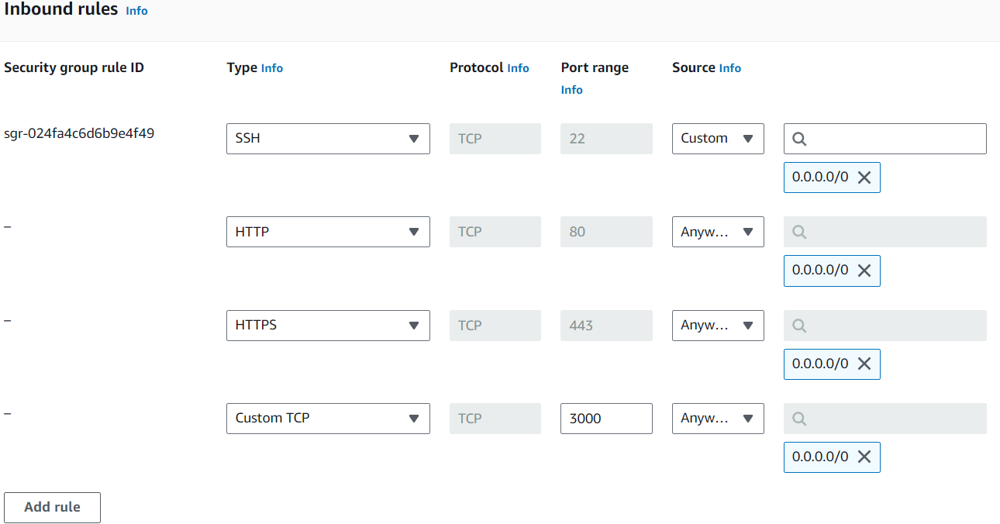 Inbound rules Info
Security group rule ID Type Info Protocol Info Port range Info Source Info
sgr-024fa4c6d6b9e4f49 SSH TCP 22 Custom
0.0.0.0/0
– HTTP TCP 80 Anyw...
0.0.0.0/0
– HTTPS TCP 443 Anyw...
0.0.0.0/0
– Custom TCP TCP 3000 Anyw...
0.0.0.0/0
Add rule